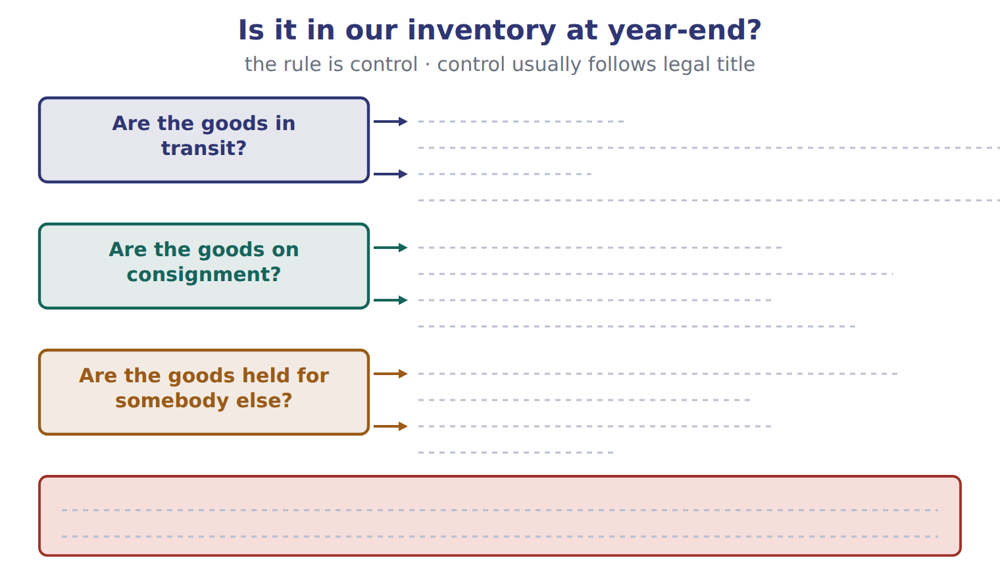 Is it in our inventory at year-end?
the rule is control · control usually follows legal title
Are the goods in
transit?
Are the goods on
consignment?
Are the goods held for
somebody else?